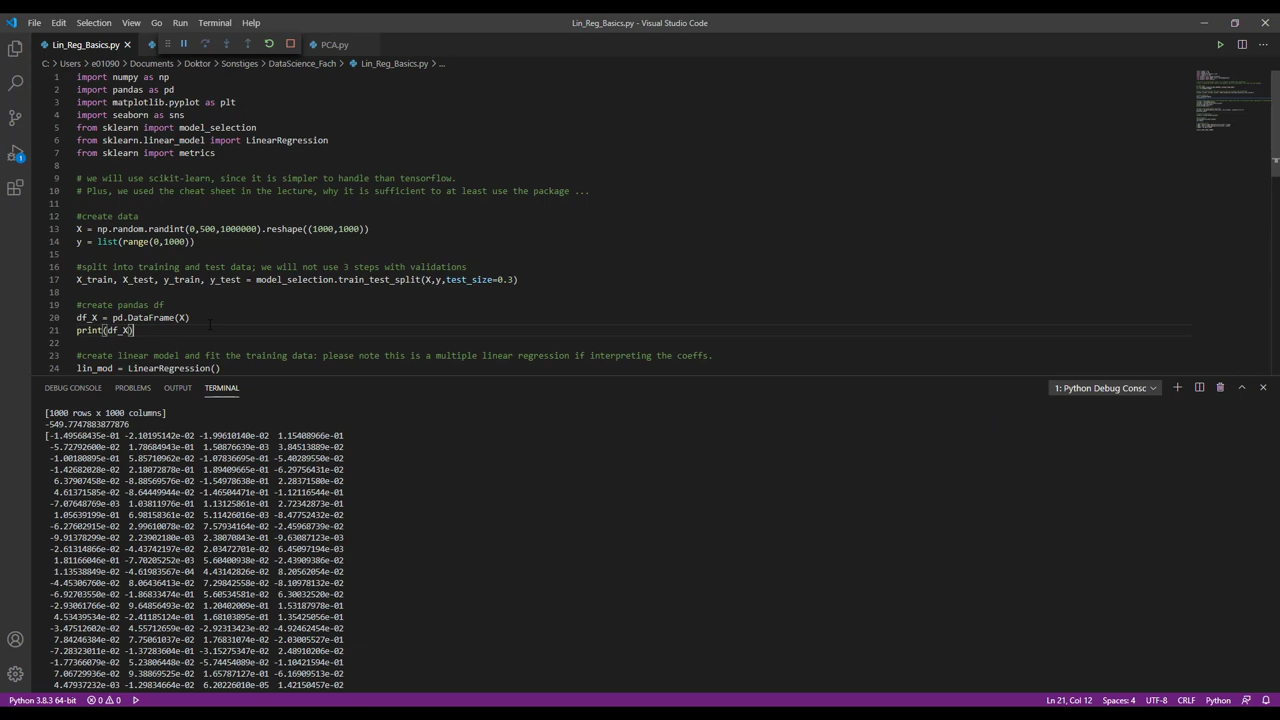 File Edit Selection View Go Run Terminal Help
Lin_Reg_Basics.py - Visual Studio Code
Lin_Reg_Basics.py
PCA.py
C: > Users > e01090 > Documents > Doktor > Sonstiges > DataScience_Fach > Lin_Reg_Basics.py > ...
1 import numpy as np
2 import pandas as pd
3 import matplotlib.pyplot as plt
4 import seaborn as sns
5 from sklearn import model_selection
6 from sklearn.linear_model import LinearRegression
7 from sklearn import metrics
8
9 # we will use scikit-learn, since it is simpler to handle than tensorflow.
10 # Plus, we used the cheat sheet in the lecture, why it is sufficient to at least use the package ...
11
12 #create data
13 X = np.random.randint(0,500,1000000).reshape((1000,1000))
14 y = list(range(0,1000))
15
16 #split into training and test data; we will not use 3 steps with validations
17 X_train, X_test, y_train, y_test = model_selection.train_test_split(X,y,test_size=0.3)
18
19 #create pandas df
20 df_X = pd.DataFrame(X)
21 print(df_X)
22
23 #create linear model and fit the training data: please note this is a multiple linear regression if interpreting the coeffs.
24 lin_mod = LinearRegression()
1
DEBUG CONSOLE PROBLEMS OUTPUT TERMINAL
1: Python Debug Consc
[1000 rows x 1000 columns]
-549.7747883877876
[-1.49568435e-01 -2.10195142e-02 -1.99610140e-02 1.15408966e-01
-5.72792600e-02 1.78684943e-01 1.50876639e-03 3.84513889e-02
-1.00180895e-01 5.85710962e-02 -1.07836695e-01 -5.40289550e-02
-1.42682028e-02 2.18072878e-01 1.89409665e-01 -6.29756431e-02
6.37907458e-02 -8.88569576e-02 -1.54978638e-01 2.28371580e-02
4.61371585e-02 -8.64449944e-02 -1.46504471e-01 -1.12116544e-01
-7.07648769e-03 1.03811976e-01 1.13125861e-01 2.72342873e-01
1.05639199e-01 6.98158361e-02 5.11426016e-03 -8.47752432e-02
-6.27602915e-02 2.99610078e-02 7.57934164e-02 -2.45968739e-02
-9.91378299e-02 2.23902180e-03 2.38070843e-01 -9.63087123e-03
-2.61314866e-02 -4.43742197e-02 2.03472701e-02 6.45097194e-03
1.81166046e-01 -7.70205252e-03 5.60400938e-02 -2.43909386e-02
1.13538849e-01 -4.61983567e-04 4.43142826e-02 8.20562054e-02
-4.45306760e-02 8.06436413e-02 7.29842558e-02 -8.10978132e-02
-6.92703550e-02 -1.86833474e-01 5.60534581e-02 6.30032520e-02
-2.93061766e-02 9.64856493e-02 1.20402009e-01 1.53187978e-01
4.53439534e-02 -2.41185124e-01 1.68103895e-01 1.35425056e-01
-3.47512602e-02 4.55712659e-02 -2.92313423e-02 -4.92462454e-02
7.84246384e-02 7.75061037e-02 1.76831074e-02 -2.03005527e-01
-7.28323011e-02 -1.37283604e-01 -3.15275347e-02 2.48910206e-02
-1.77366079e-02 5.23806448e-02 -5.74454089e-02 -1.10421594e-01
7.06729936e-02 9.38869525e-02 1.65787127e-01 -6.16909513e-02
4.47937232e-03 -1.29834664e-02 6.20226010e-05 1.42150457e-02
Python 3.8.3 64-bit 0 0 Ln 21, Col 12 Spaces: 4 UTF-8 CRLF Python